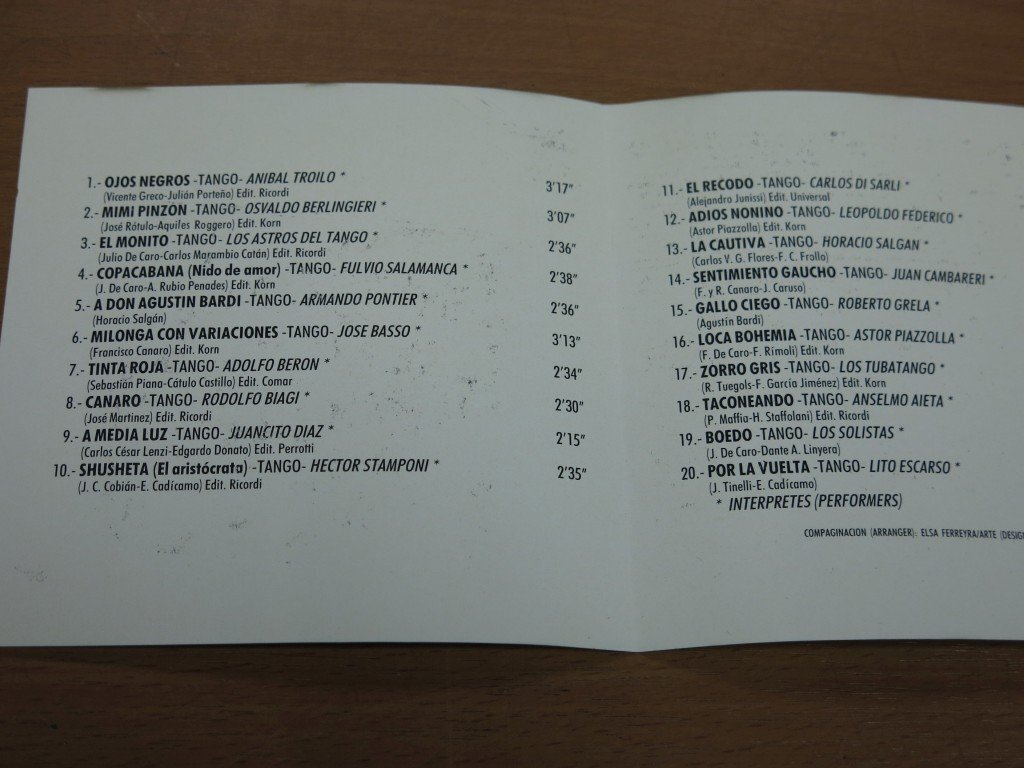 1.- OJOS NEGROS -TANGO- ANIBAL TROILO * 3'17"
(Vicente Greco-Julián Porteño) Edit. Ricordi
2.- MIMI PINZON -TANGO- OSVALDO BERLINGIERI * 3'07"
(José Rótulo-Aquiles Roggero) Edit. Korn
3.- EL MONITO -TANGO- LOS ASTROS DEL TANGO * 2'36"
(Julio De Caro-Carlos Marambio Catán) Edit. Ricordi
4.- COPACABANA (Nido de amor) -TANGO- FULVIO SALAMANCA * 2'38"
(J. De Caro-A. Rubio Penades) Edit. Korn
5.- A DON AGUSTIN BARDI -TANGO- ARMANDO PONTIER * 2'36"
(Horacio Salgán)
6.- MILONGA CON VARIACIONES -TANGO- JOSE BASSO * 3'13"
(Francisco Canaro) Edit. Korn
7.- TINTA ROJA -TANGO- ADOLFO BERON * 2'34"
(Sebastián Piana-Cátulo Castillo) Edit. Comar
8.- CANARO -TANGO- RODOLFO BIAGI * 2'30"
(José Martinez) Edit. Ricordi
9.- A MEDIA LUZ -TANGO- JUANCITO DIAZ * 2'15"
(Carlos César Lenzi-Edgardo Donato) Edit. Perrotti
10.- SHUSHETA (El aristócrata) -TANGO- HECTOR STAMPONI * 2'35"
(J. C. Cobián-E. Cadícamo) Edit. Ricordi
11.- EL RECODO -TANGO- CARLOS DI SARLI *
(Alejandro Junissi) Edit. Universal
12.- ADIOS NONINO -TANGO- LEOPOLDO FEDERICO *
(Astor Piazzolla) Edit. Korn
13.- LA CAUTIVA -TANGO- HORACIO SALGAN *
(Carlos V. G. Flores-F. C. Frollo)
14.- SENTIMIENTO GAUCHO -TANGO- JUAN CAMBARERI *
(F. y R. Canaro-J. Caruso)
15.- GALLO CIEGO -TANGO- ROBERTO GRELA *
(Agustín Bardi)
16.- LOCA BOHEMIA -TANGO- ASTOR PIAZZOLLA *
(F. De Caro-F. Rímoli) Edit. Korn
17.- ZORRO GRIS -TANGO- LOS TUBATANGO *
(R. Tuegols-F. García Jiménez) Edit. Korn
18.- TACONEANDO -TANGO- ANSELMO AIETA *
(P. Maffia-H. Staffolani) Edit. Ricordi
19.- BOEDO -TANGO- LOS SOLISTAS *
(J. De Caro-Dante A. Linyera)
20.- POR LA VUELTA -TANGO- LITO ESCARSO *
(J. Tinelli-E. Cadícamo)
* INTERPRETES (PERFORMERS)
COMPAGINACION (ARRANGER): ELSA FERREYRA/ARTE (DESIGN